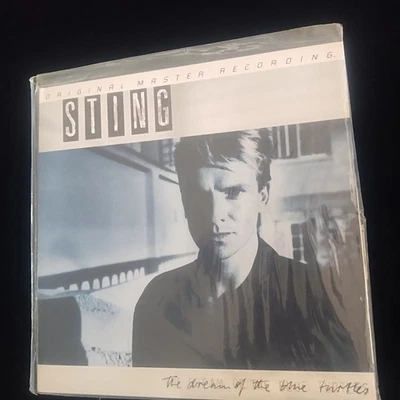 ORIGINAL MASTER RECORDING
STING
The dream of the blue turtles